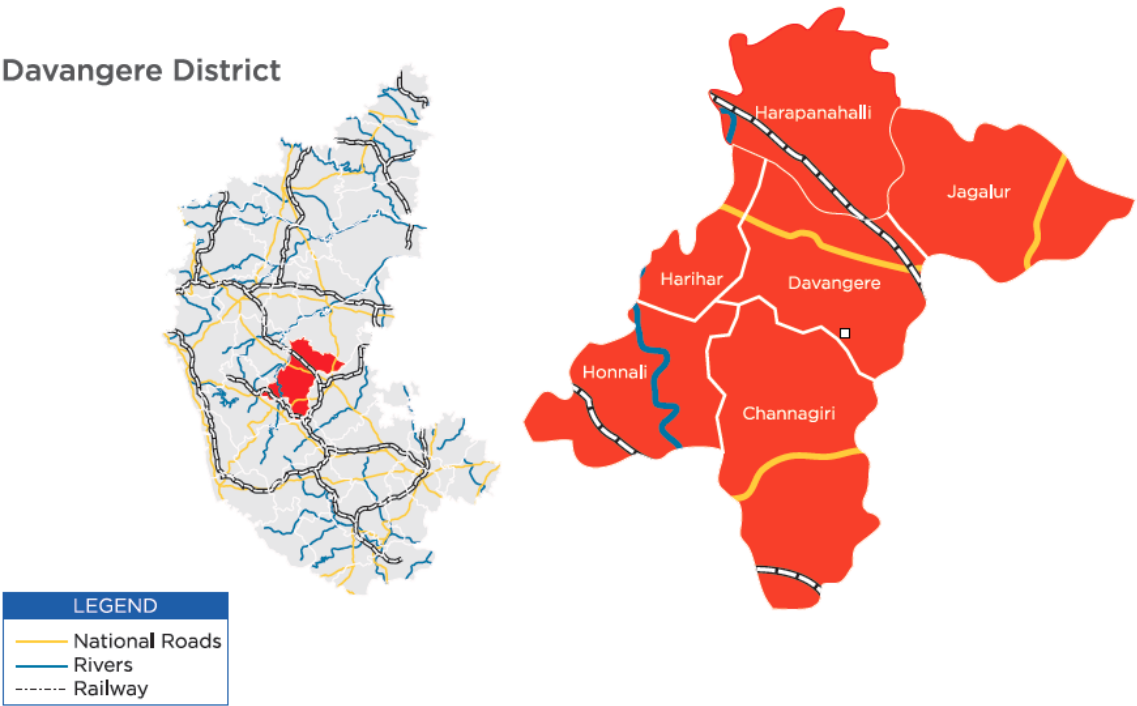 Davangere District
Harapanahalli
Jagalur
Harihar
Davangere
Honnali
Channagiri
LEGEND
National Roads
Rivers
Railway